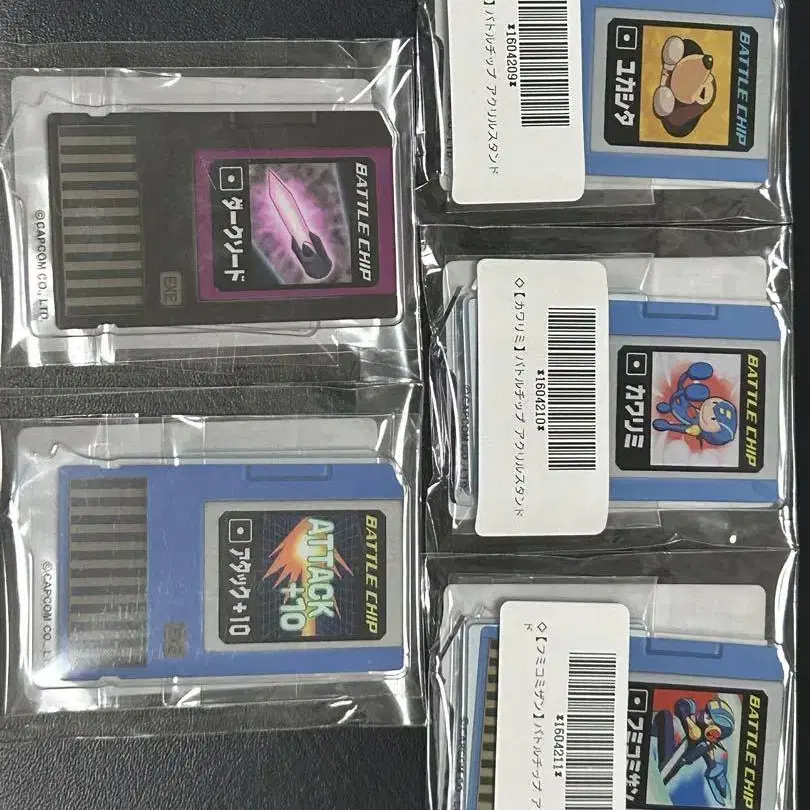 BATTLE CHIP
ダークソード
EXE
©CAPCOM CO., LTD
BATTLE CHIP
ATTACK
+10
アタック+10
EXE
©CAPCOM CO., L
BATTLE CHIP
ユカシタ
*1604209*
】バトルチップ アクリルスタンド
BATTLE CHIP
カワリミ
*1604210*
◇【カワリミ】バトルチップ アクリルスタンド
BATTLE CHIP
フミコミザン
*1604211*
◇【フミコミザン】バトルチップ ア
ド